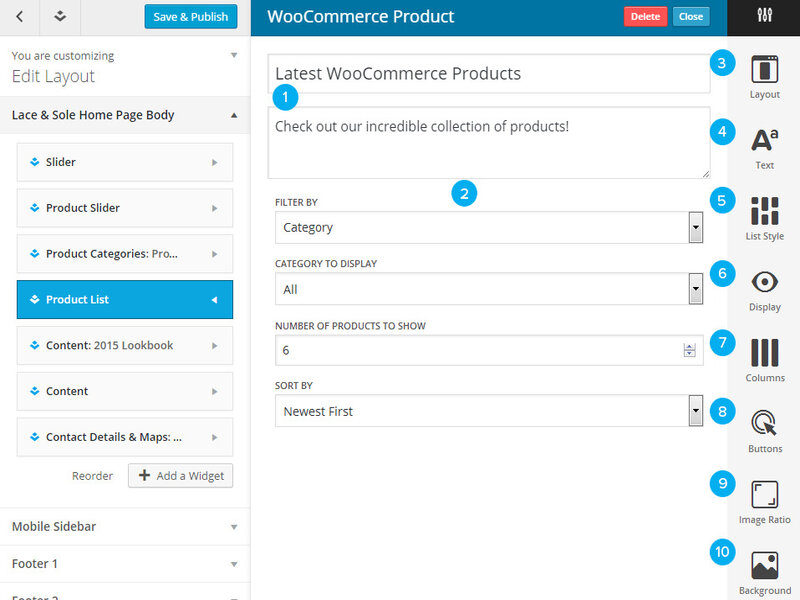 Save & Publish
You are customizing
Edit Layout
Lace & Sole Home Page Body
Slider
Product Slider
Product Categories: Pro...
Product List
Content: 2015 Lookbook
Content
Contact Details & Maps: ...
Reorder
Add a Widget
Mobile Sidebar
Footer 1
Footer 2
WooCommerce Product
Delete
Close
Latest WooCommerce Products
1
Check out our incredible collection of products!
2
FILTER BY
Category
CATEGORY TO DISPLAY
All
NUMBER OF PRODUCTS TO SHOW
6
SORT BY
Newest First
3
Layout
4
Aa
Text
5
List Style
6
Display
7
Columns
8
Buttons
9
Image Ratio
10
Background